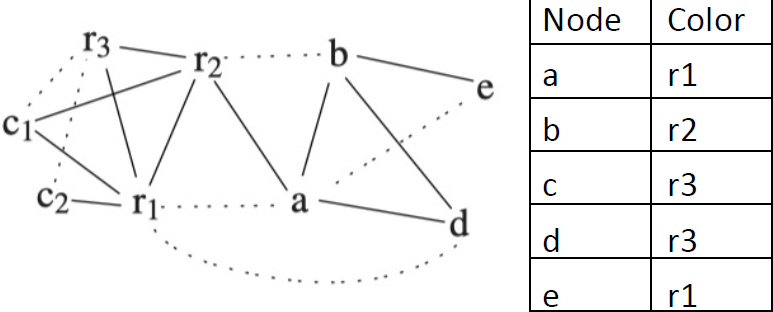 r3
r2
b
e
c1
c2
r1
a
d
Node Color
a r1
b r2
c r3
d r3
e r1